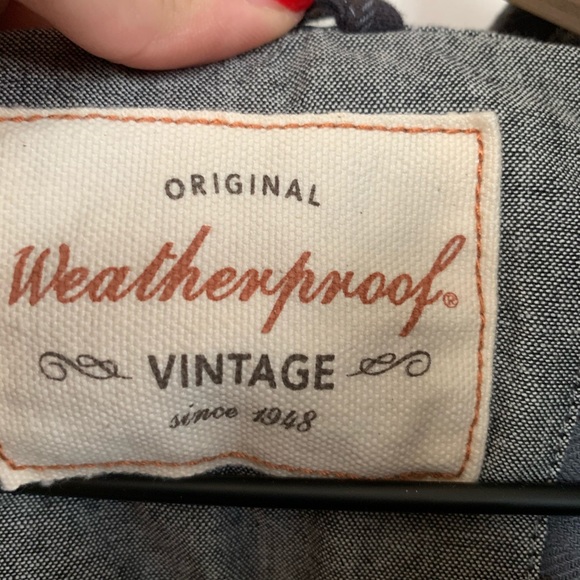 ORIGINAL
Weatherproof®
VINTAGE
since 1948